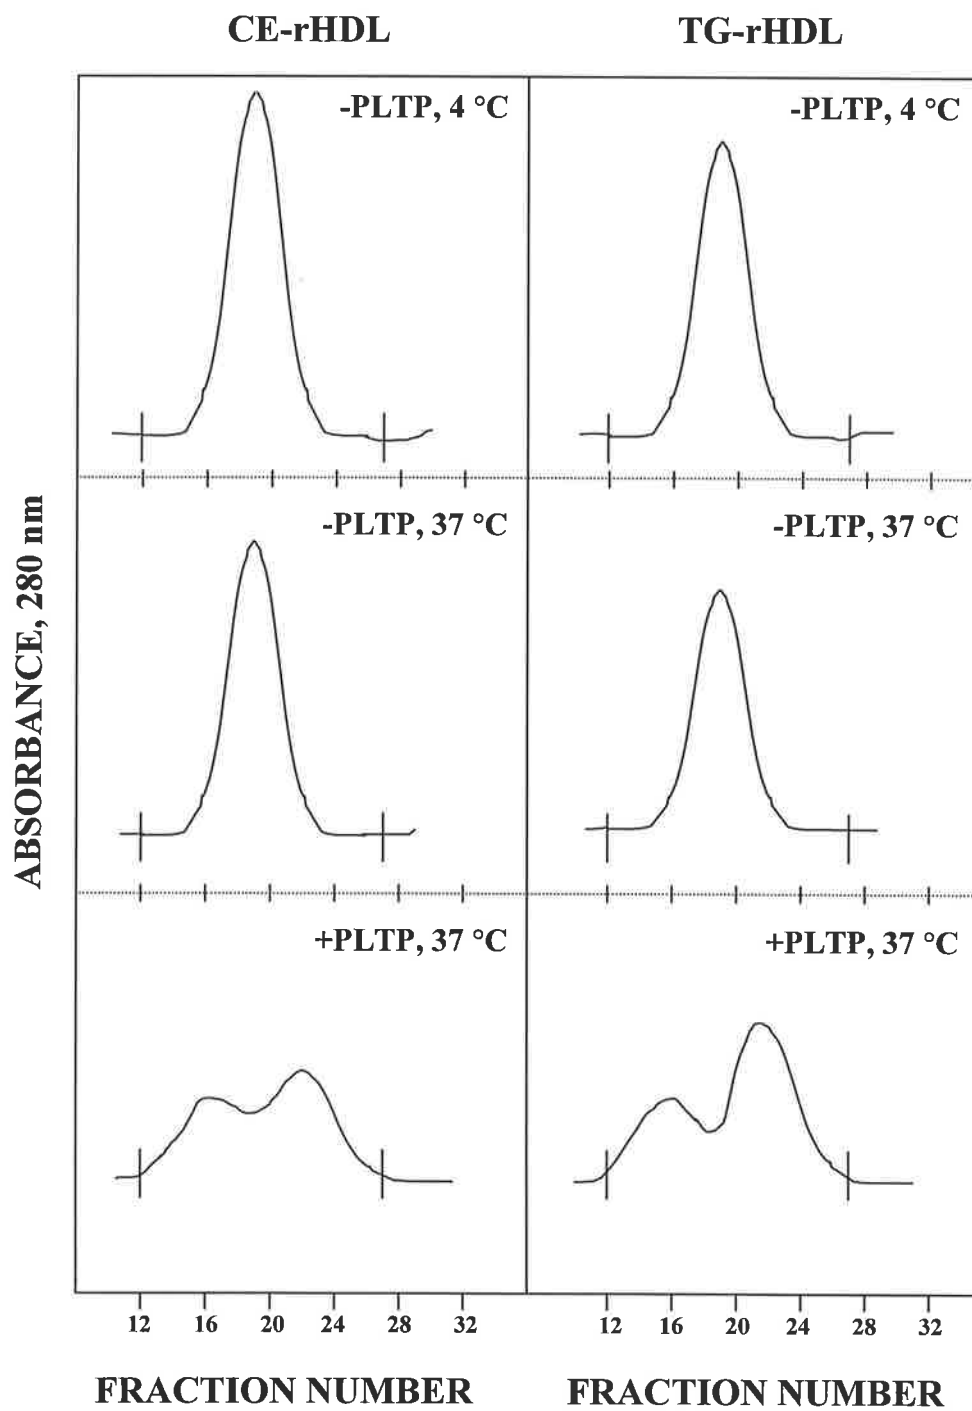 CE-rHDL
TG-rHDL
-PLTP, 4 °C
-PLTP, 4 °C
-PLTP, 37 °C
-PLTP, 37 °C
+PLTP, 37 °C
+PLTP, 37 °C
ABSORBANCE, 280 nm
12 16 20 24 28 32
12 16 20 24 28 32
FRACTION NUMBER
FRACTION NUMBER